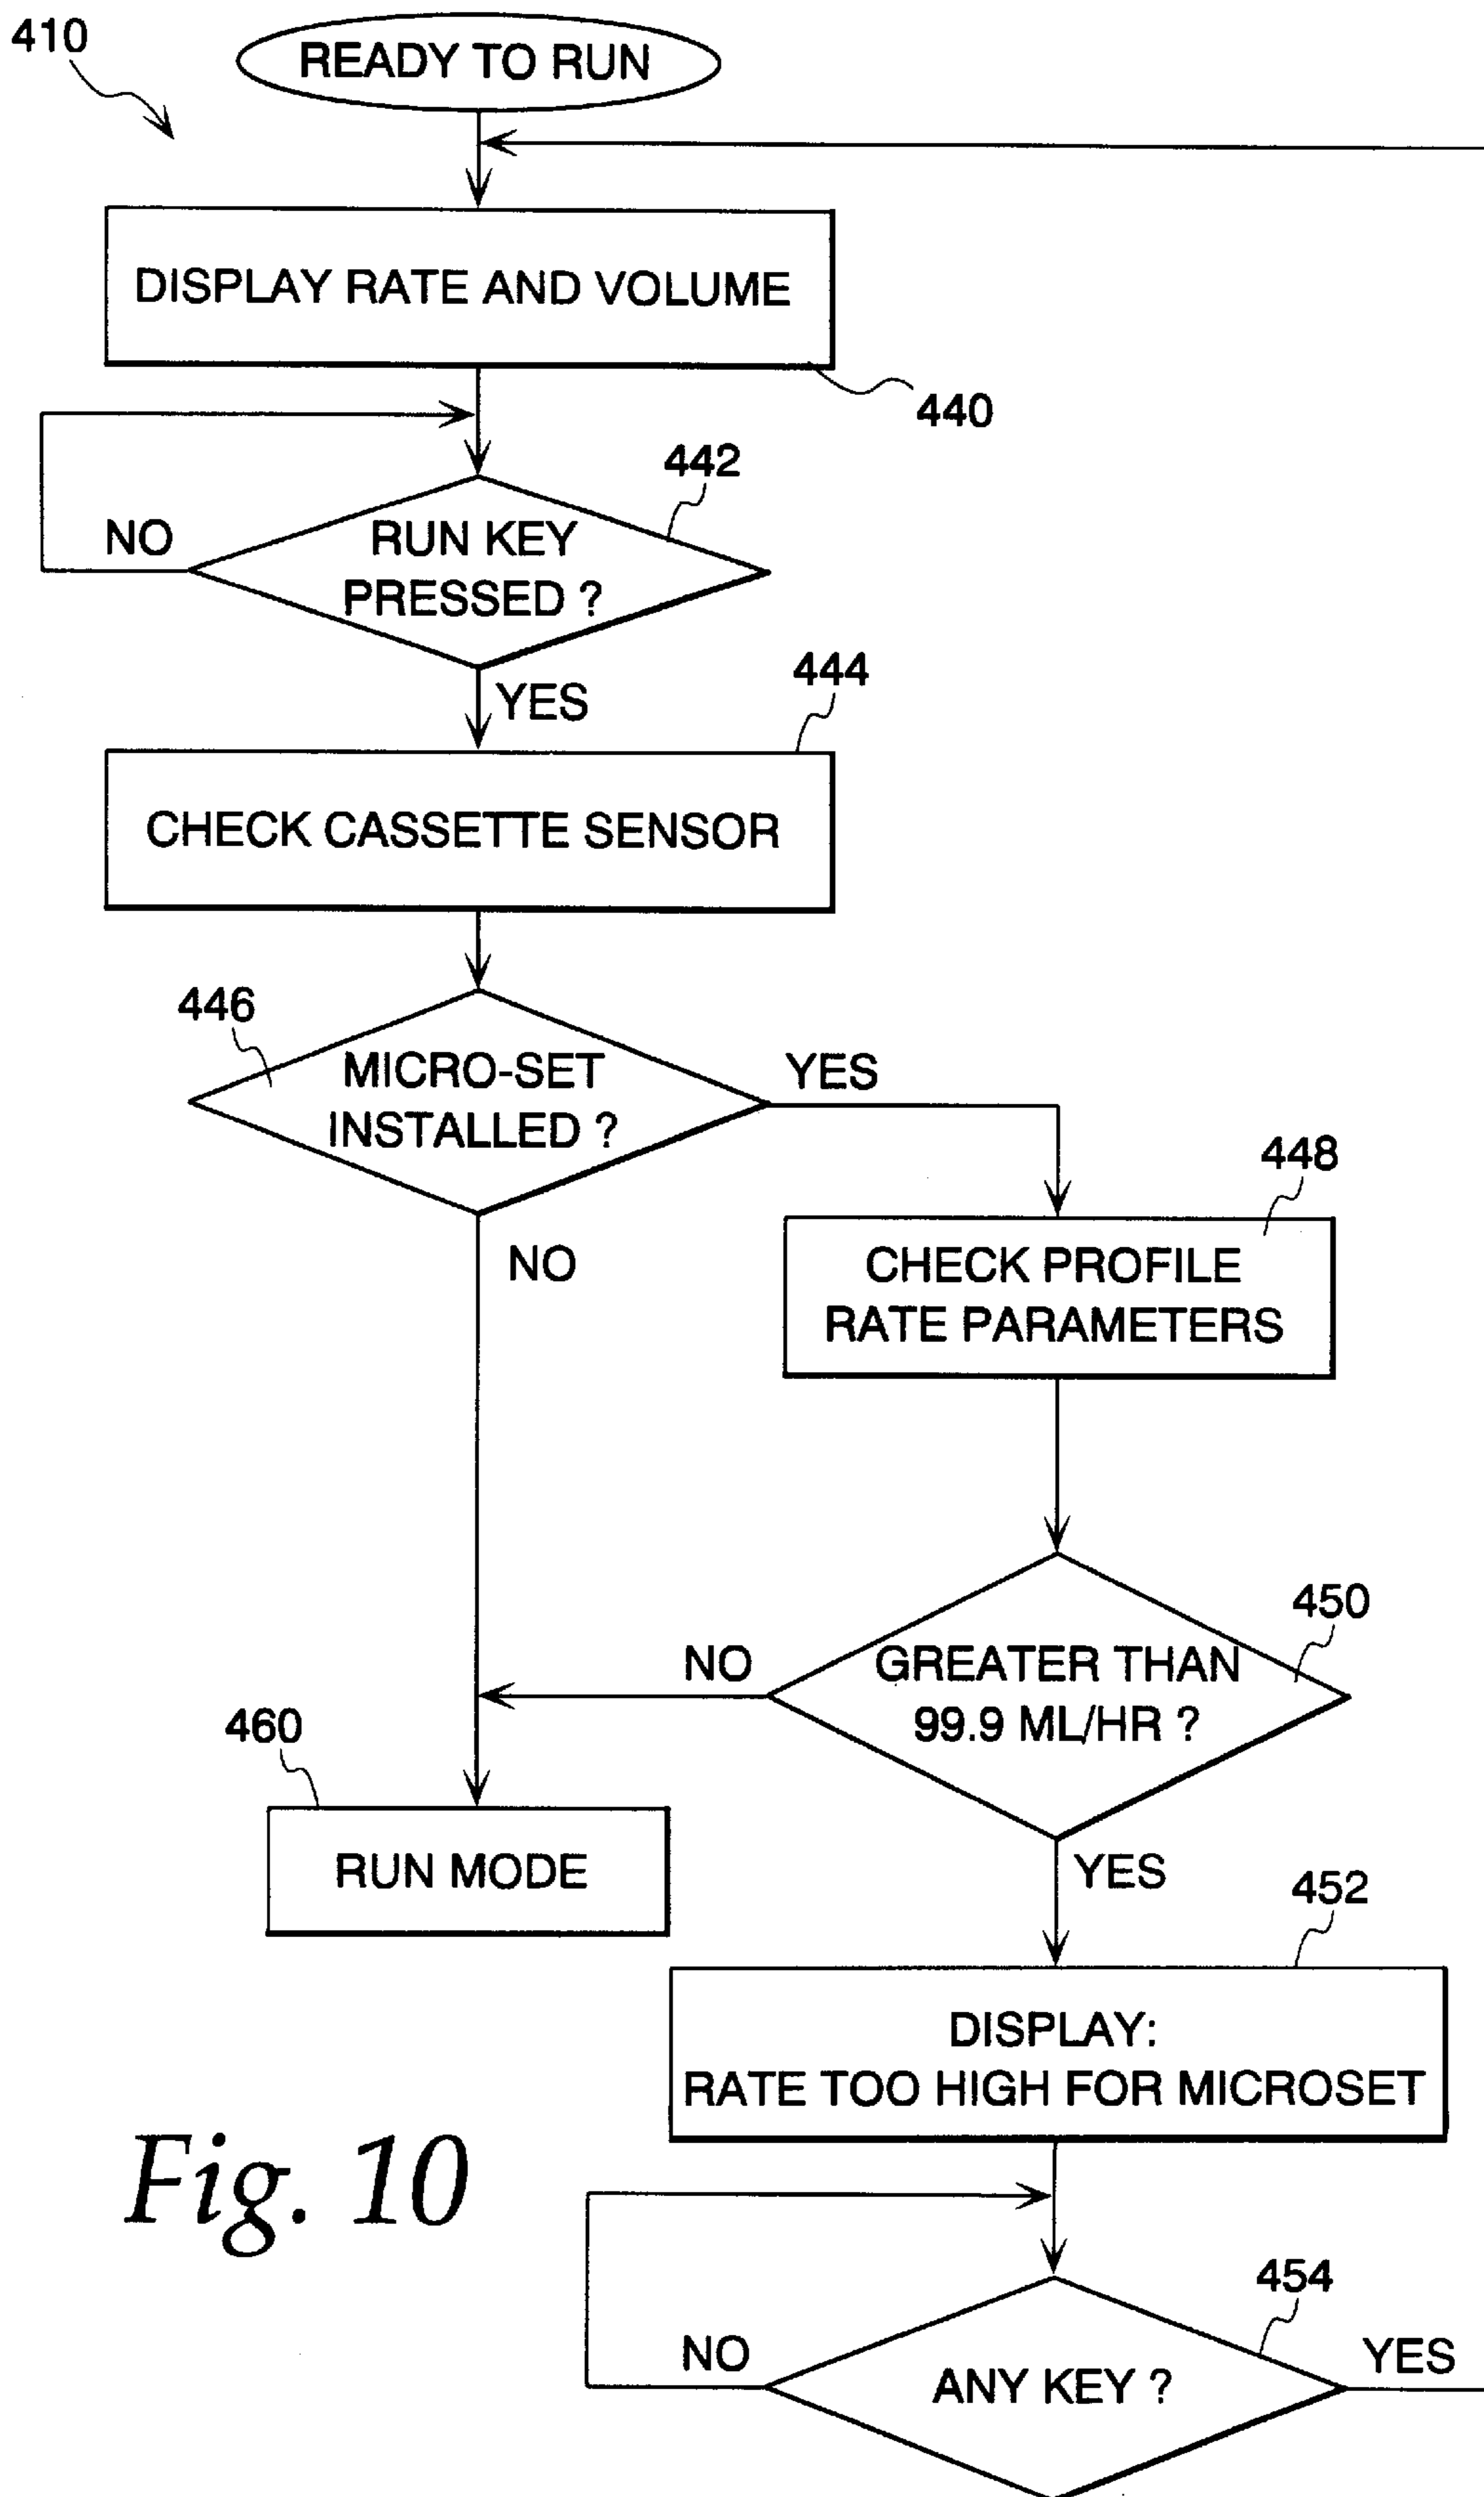 410
READY TO RUN
DISPLAY RATE AND VOLUME
440
442
RUN KEY
PRESSED ?
NO
YES
444
CHECK CASSETTE SENSOR
446
MICRO-SET
INSTALLED ?
YES
NO
448
CHECK PROFILE
RATE PARAMETERS
450
GREATER THAN
99.9 ML/HR ?
NO
YES
460
RUN MODE
452
DISPLAY:
RATE TOO HIGH FOR MICROSET
454
ANY KEY ?
NO
YES
Fig. 10